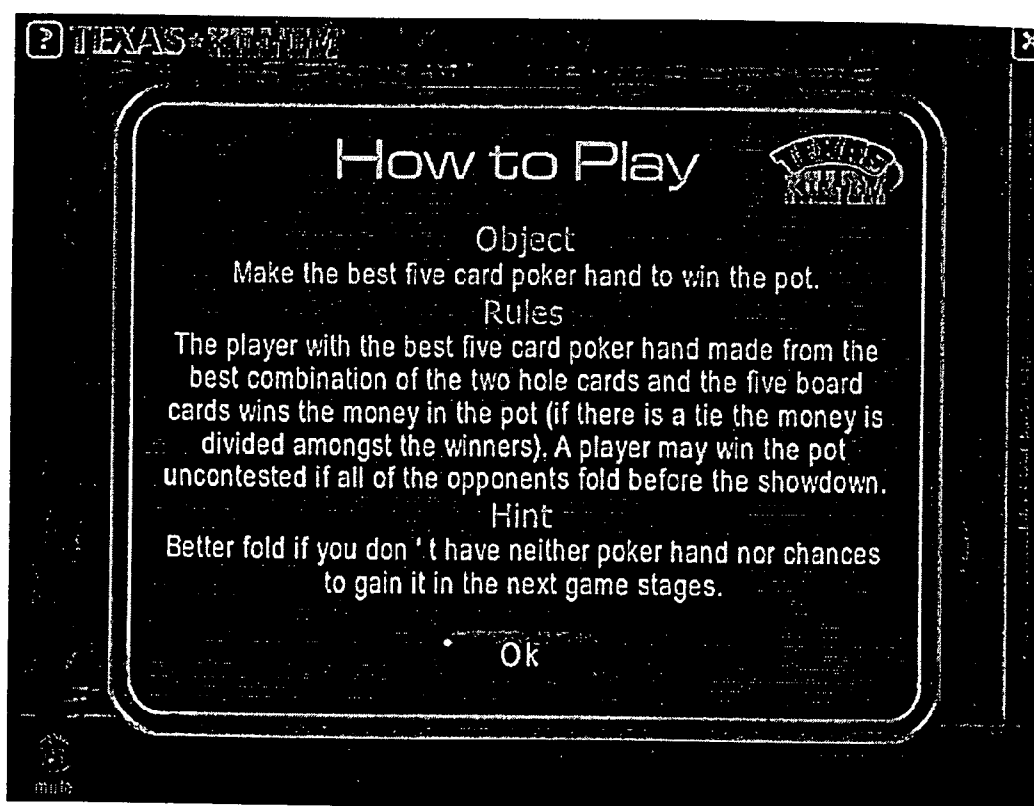 ? TEXAS
How to Play
TEXAS
Object
Make the best five card poker hand to win the pot.
Rules
The player with the best five card poker hand made from the
best combination of the two hole cards and the five board
cards wins the money in the pot (if there is a tie the money is
divided amongst the winners). A player may win the pot
uncontested if all of the opponents fold before the showdown.
Hint
Better fold if you don ' t have neither poker hand nor chances
to gain it in the next game stages.
Ok
mute